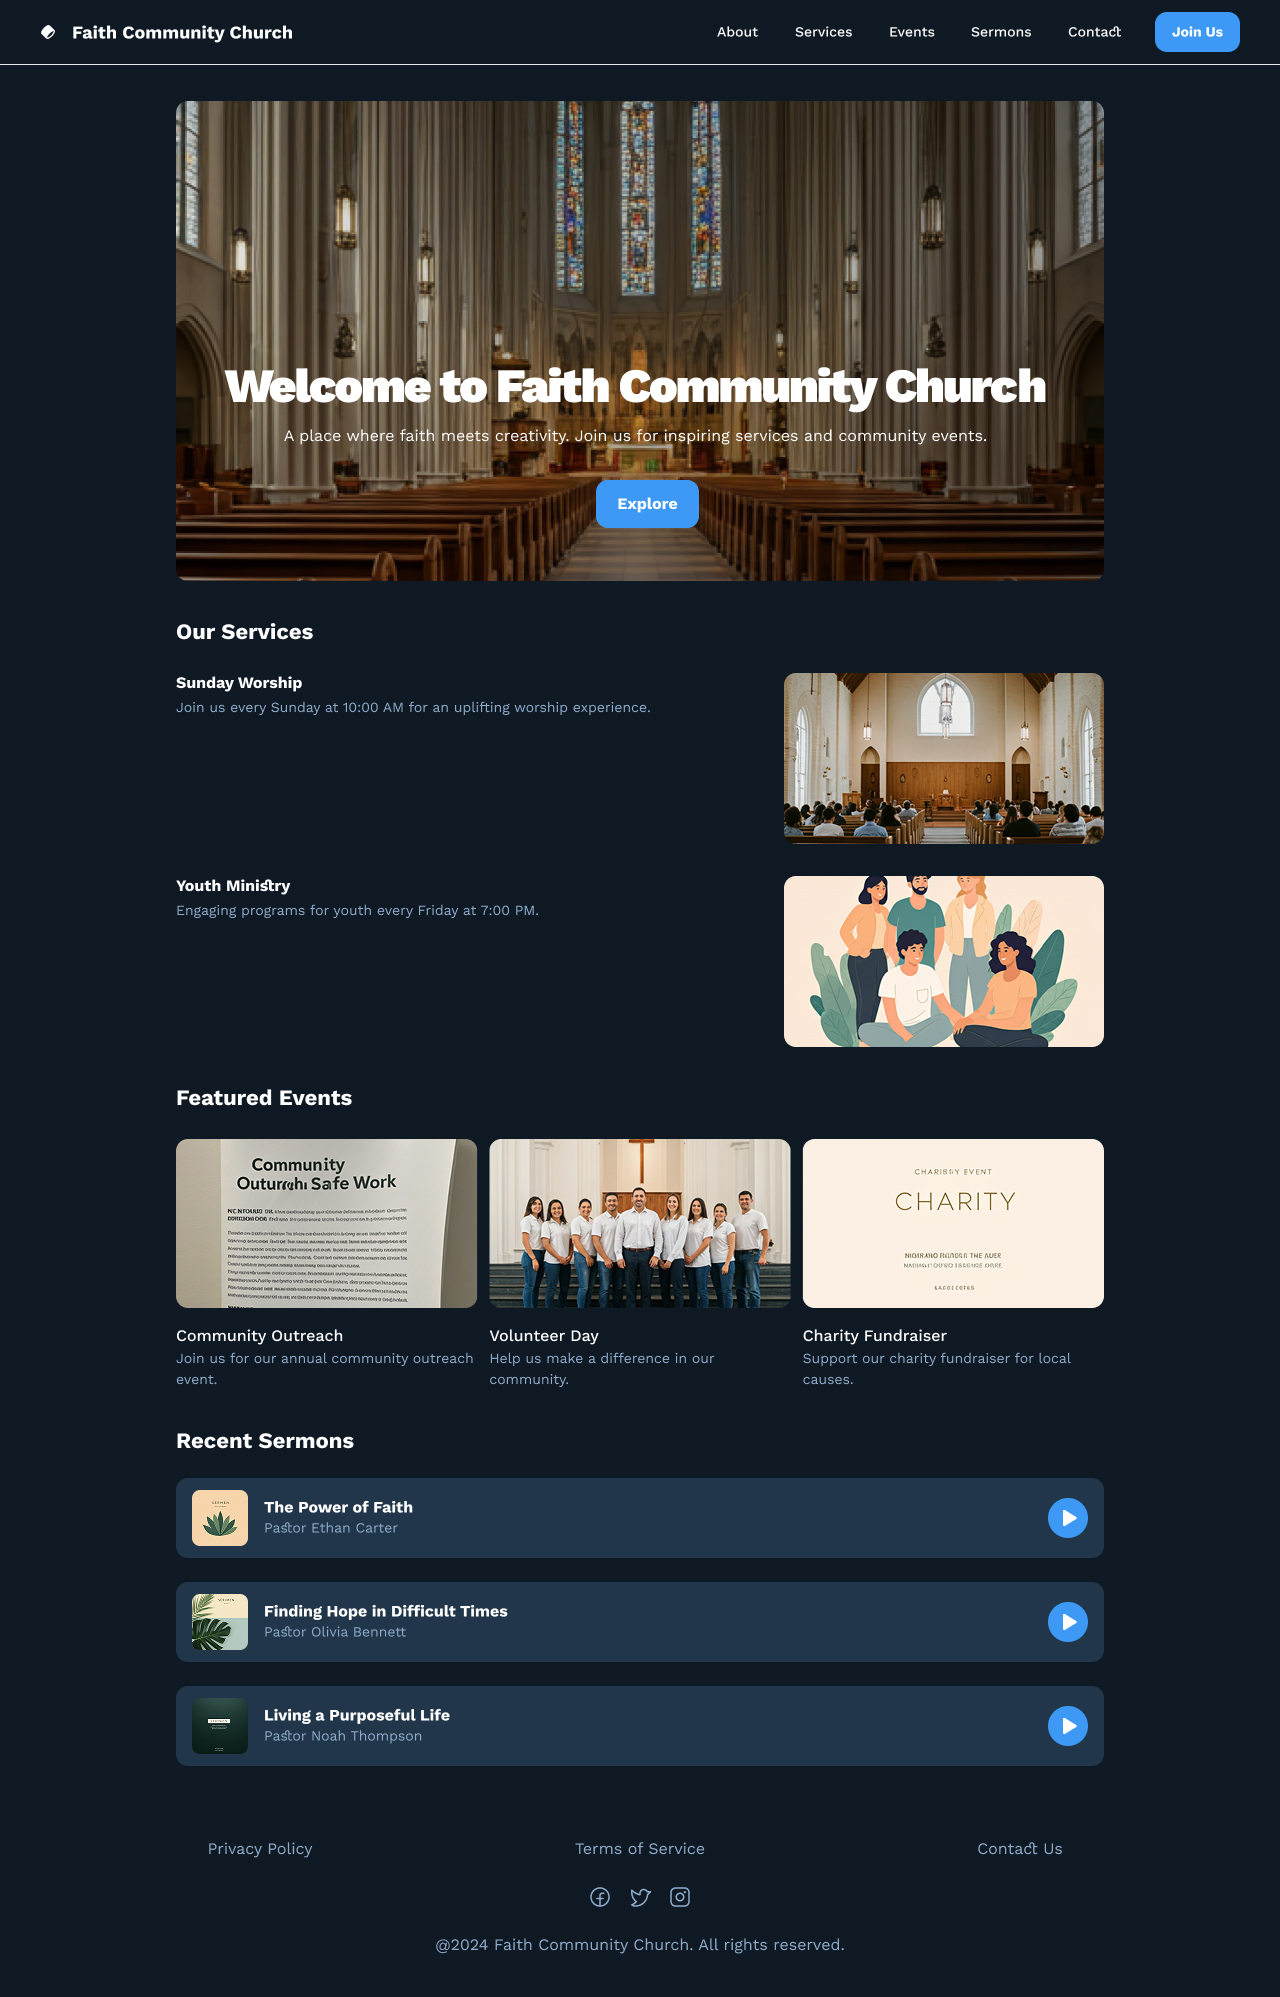 Faith Community Church
About
Services
Events
Sermons
Contact
Join Us
Welcome to Faith Community Church
A place where faith meets creativity. Join us for inspiring services and community events.
Explore
Our Services
Sunday Worship
Join us every Sunday at 10:00 AM for an uplifting worship experience.
Youth Ministry
Engaging programs for youth every Friday at 7:00 PM.
Featured Events
Community
Safe Work
EVENT
CHARITY
Community Outreach
Join us for our annual community outreach
event.
Volunteer Day
Help us make a difference in our
community.
Charity Fundraiser
Support our charity fundraiser for local
causes.
Recent Sermons
The Power of Faith
Pastor Ethan Carter
Finding Hope in Difficult Times
Pastor Olivia Bennett
Living a Purposeful Life
Pastor Noah Thompson
Privacy Policy
Terms of Service
Contact Us
@2024 Faith Community Church. All rights reserved.